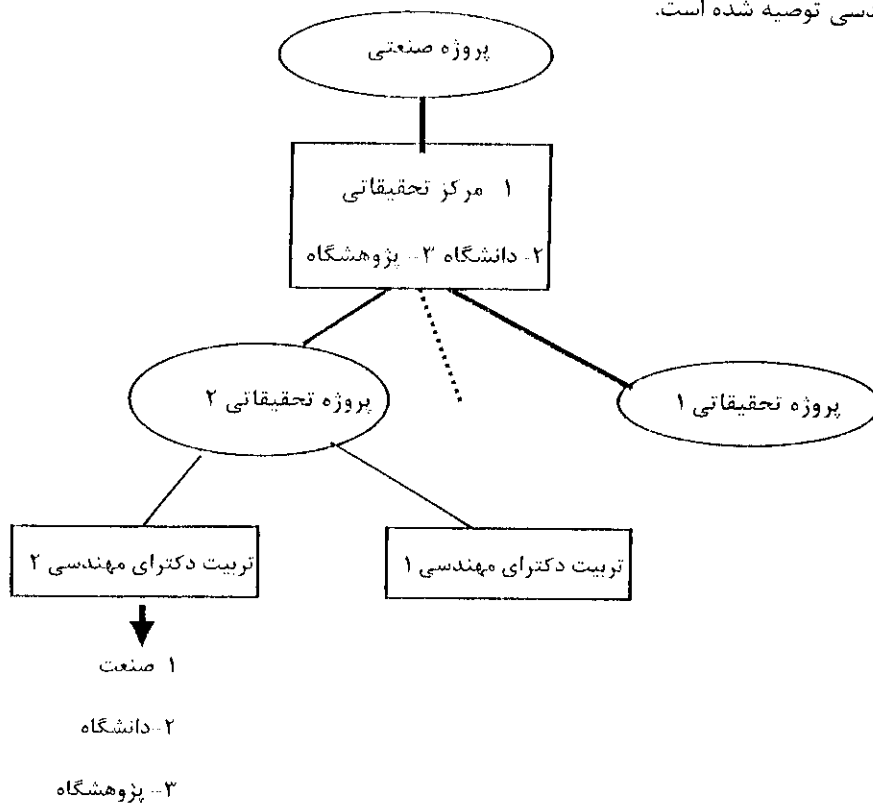 توصیه شده است.
پروژه صنعتی
۱ مرکز تحقیقاتی
۲- دانشگاه ۳-- پژوهشگاه
پروژه تحقیقاتی ۱
پروژه تحقیقاتی ۲
تربیت دکترای مهندسی ۱
تربیت دکترای مهندسی ۲
۱ صنعت
۲--دانشگاه
۳-- پژوهشگاه